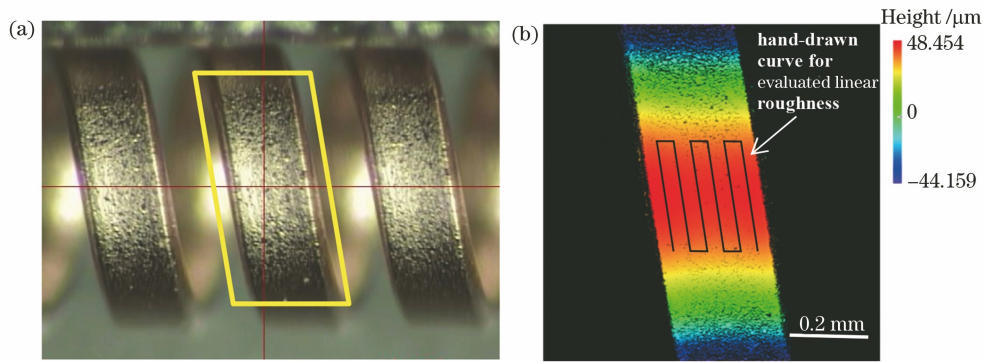 (a)
(b)
hand-drawn
curve for
evaluated linear
roughness
0.2 mm
Height /μm
48.454
0
−44.159